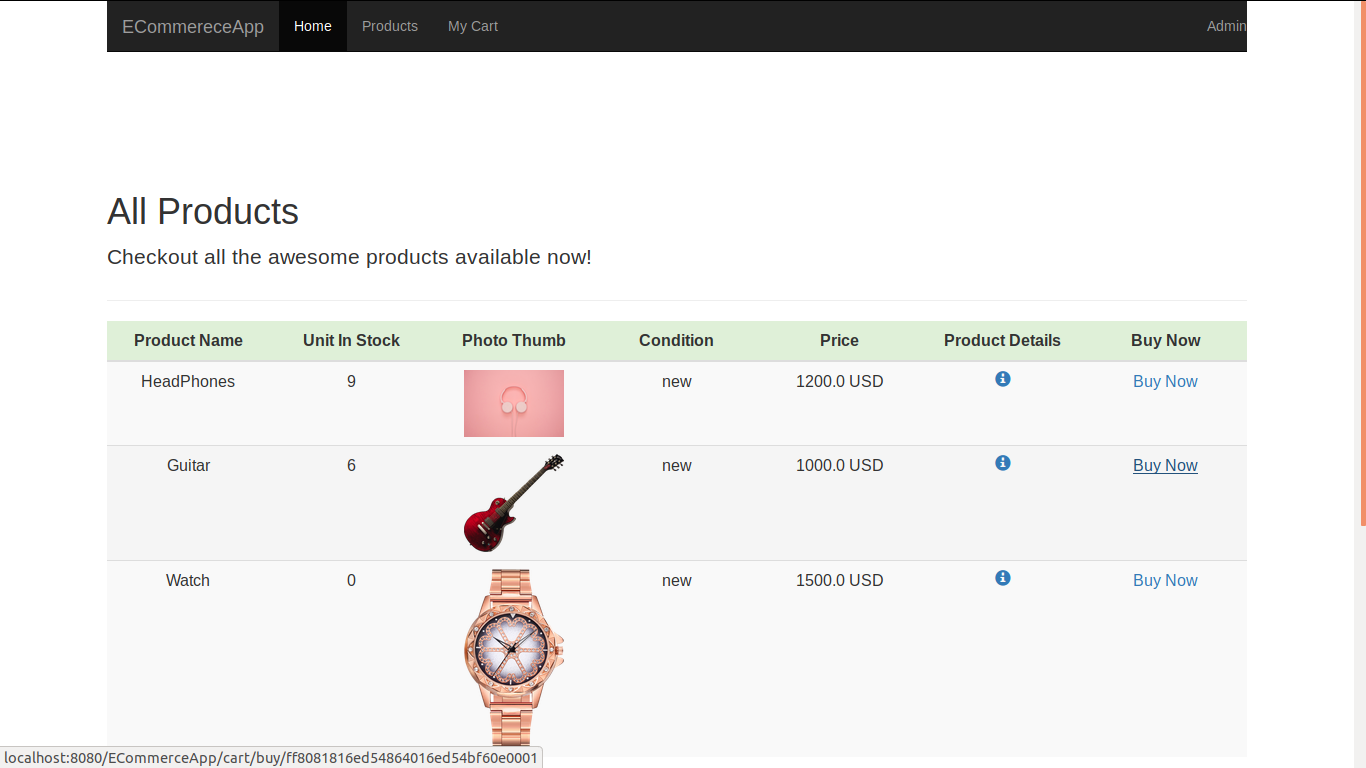 ECommereceApp Home Products My Cart Admin
All Products
Checkout all the awesome products available now!
Product Name Unit In Stock Photo Thumb Condition Price Product Details Buy Now
HeadPhones 9 new 1200.0 USD Buy Now
Guitar 6 new 1000.0 USD Buy Now
Watch 0 new 1500.0 USD Buy Now
localhost:8080/ECommerceApp/cart/buy/ff8081816ed54864016ed54bf60e0001